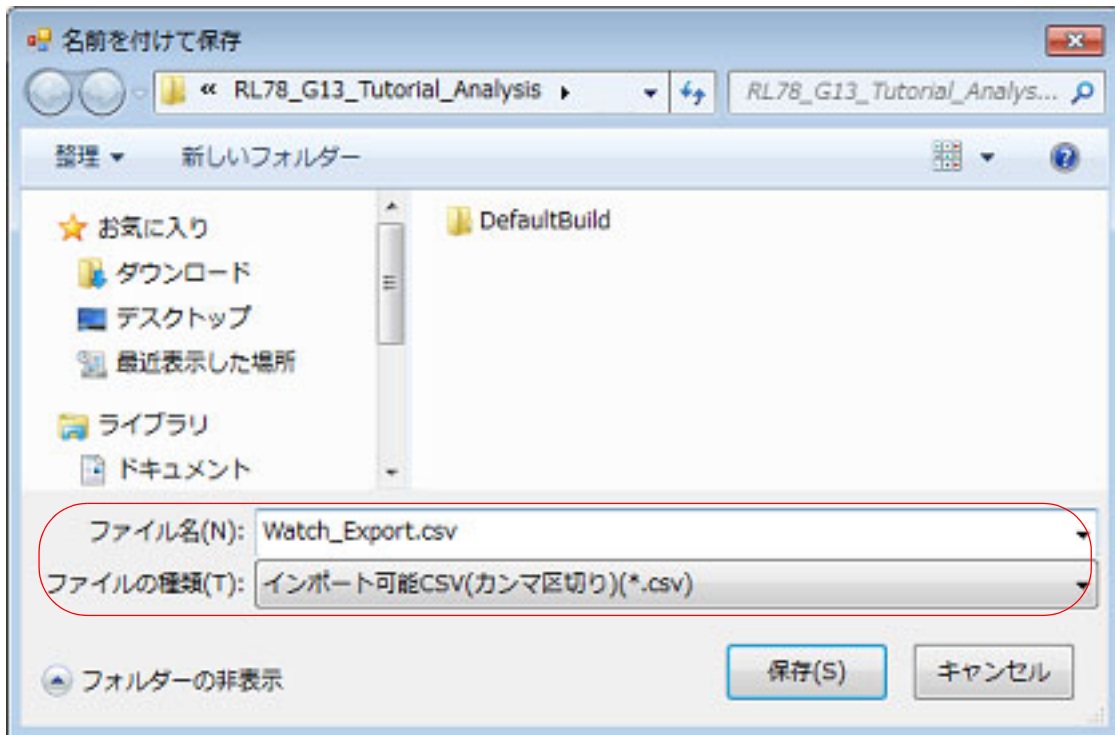 名前を付けて保存
« RL78_G13_Tutorial_Analysis
RL78_G13_Tutorial_Analys...
整理 新しいフォルダー
お気に入り
ダウンロード
デスクトップ
最近表示した場所
ライブラリ
ドキュメント
DefaultBuild
ファイル名(N): Watch_Export.csv
ファイルの種類(T): インポート可能CSV(カンマ区切り)(*.csv)
フォルダーの非表示
保存(S) キャンセル